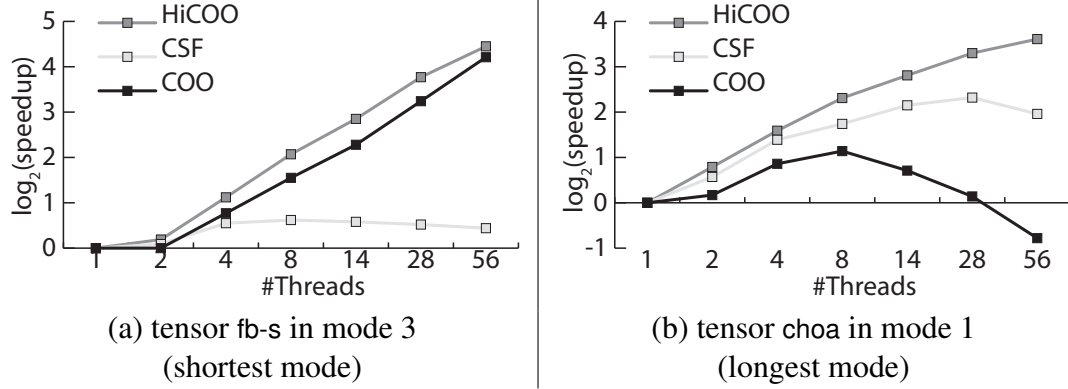 log2(speedup)
5
4
3
2
1
0
HiCOO
CSF
COO
1 2 4 8 14 28 56
#Threads
(a) tensor fb-s in mode 3
(shortest mode)
log2(speedup)
4
3
2
1
0
-1
HiCOO
CSF
COO
1 2 4 8 14 28 56
#Threads
(b) tensor choa in mode 1
(longest mode)